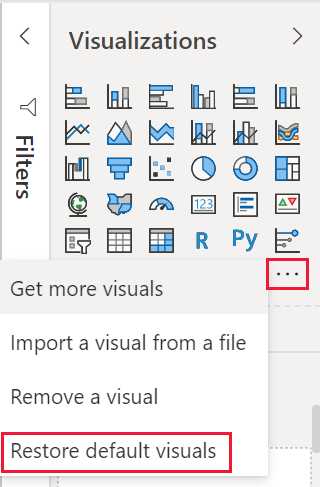 Visualizations
Filters
123
R
Py
...
Get more visuals
Import a visual from a file
Remove a visual
Restore default visuals